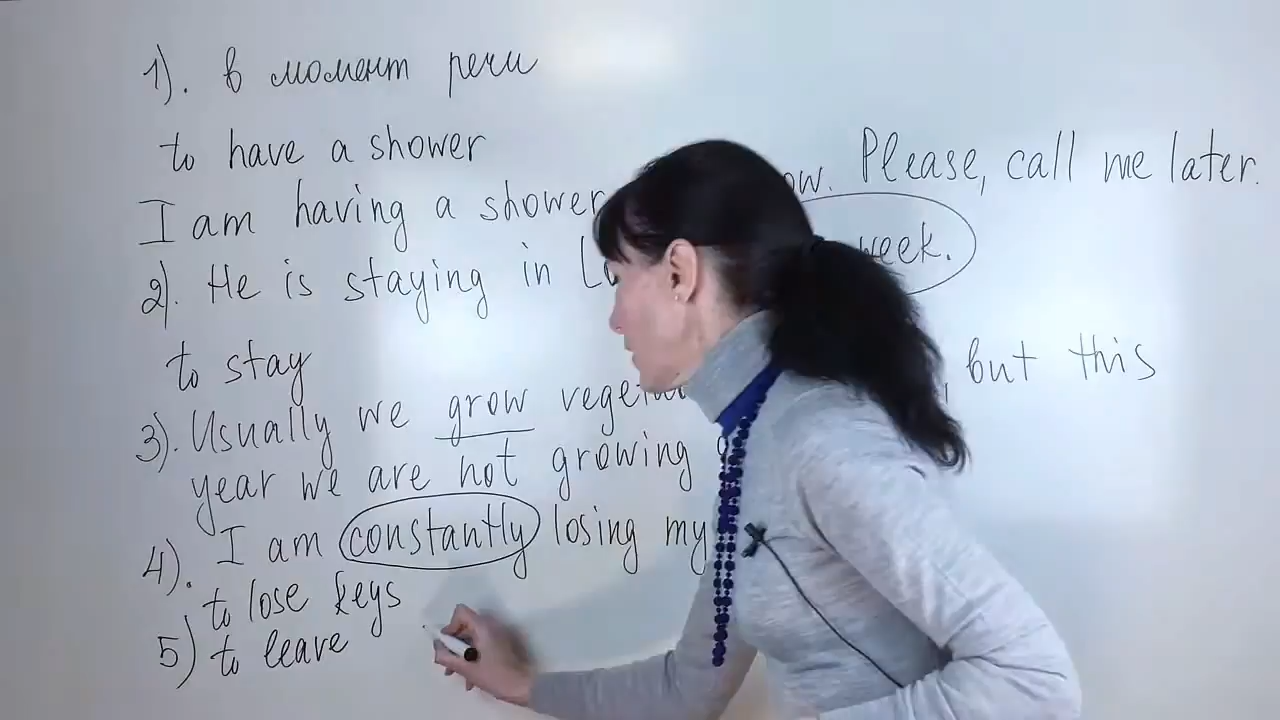 1). в момент речи
to have a shower
I am having a shower Please, call me later.
2). He is staying in week.
to stay
3). Usually we grow but this
year we are not growing
4). I am constantly losing my
to lose keys
5) to leave